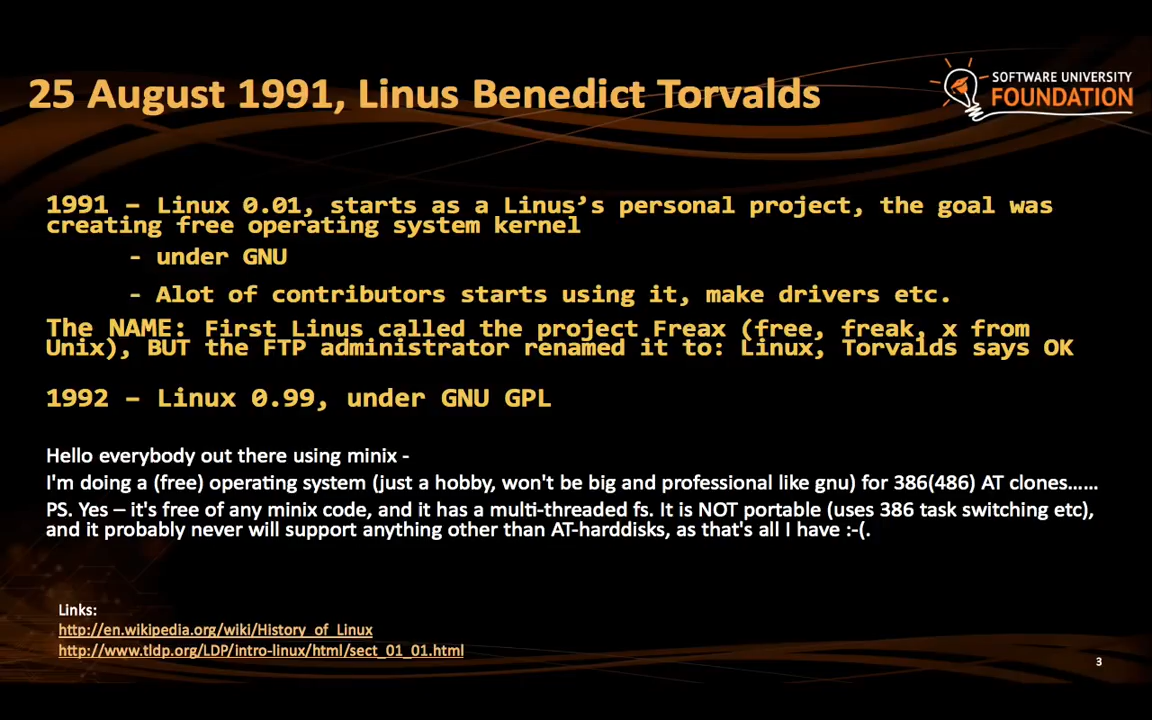 25 August 1991, Linus Benedict Torvalds
SOFTWARE UNIVERSITY
FOUNDATION
1991 – Linux 0.01, starts as a Linus’s personal project, the goal was
creating free operating system kernel
- under GNU
- Alot of contributors starts using it, make drivers etc.
The NAME: First Linus called the project Freax (free, freak, x from
Unix), BUT the FTP administrator renamed it to: Linux, Torvalds says OK
1992 – Linux 0.99, under GNU GPL
Hello everybody out there using minix -
I'm doing a (free) operating system (just a hobby, won't be big and professional like gnu) for 386(486) AT clones......
PS. Yes – it's free of any minix code, and it has a multi-threaded fs. It is NOT portable (uses 386 task switching etc),
and it probably never will support anything other than AT-harddisks, as that's all I have :-(.
Links:
http://en.wikipedia.org/wiki/History_of_Linux
http://www.tldp.org/LDP/intro-linux/html/sect_01_01.html
3